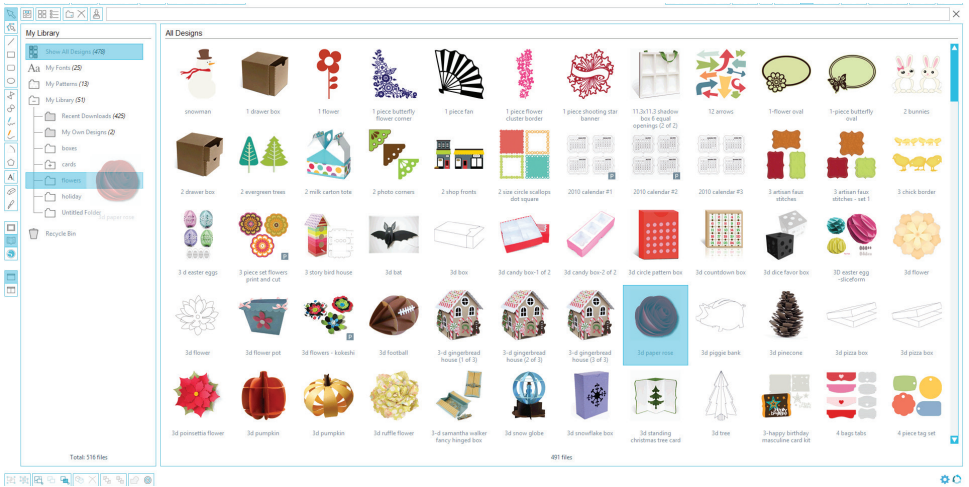 My Library
Show All Designs (478)
My Fonts (25)
My Patterns (13)
My Library (51)
Recent Downloads (425)
My Own Designs (2)
boxes
cards
flowers
holiday
Untitled Folder
3d paper rose
Recycle Bin
Total: 516 files
All Designs
snowman
1 drawer box
1 flower
1 piece butterfly
flower corner
1 piece fan
1 piece flower
cluster border
1 piece shooting star
banner
11.3x11.3 shadow
box 6 equal
openings (2 of 2)
12 arrows
1-flower oval
1-piece butterfly
oval
2 bunnies
2 drawer box
2 evergreen trees
2 milk carton tote
2 photo corners
2 shop fronts
2 size circle scallops
dot square
2010 calendar #1
2010 calendar #2
2010 calendar #3
3 artisan faux
stitches
3 artisan faux
stitches - set 1
3 chick border
3 d easter eggs
3 piece set flowers
print and cut
3 story bird house
3d bat
3d box
3d candy box-1 of 2
3d candy box-2 of 2
3d circle pattern box
3d countdown box
3d dice favor box
3D easter egg
-sliceform
3d flower
3d flower
3d flower pot
3d flowers - kokeshi
3d football
3-d gingerbread
house (1 of 3)
3-d gingerbread
house (2 of 3)
3-d gingerbread
house (3 of 3)
3d paper rose
3d piggie bank
3d pinecone
3d pizza box
3d pizza box
3d poinsettia flower
3d pumpkin
3d pumpkin
3d ruffle flower
3-d samantha walker
fancy hinged box
3d snow globe
3d snowflake box
3d standing
christmas tree card
3d tree
3-happy birthday
masculine card kit
4 bags tabs
4 piece tag set
491 files